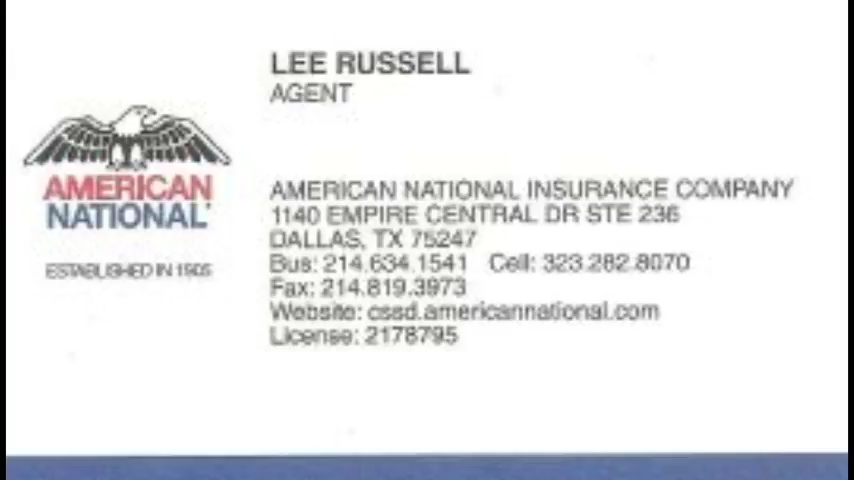 LEE RUSSELL
AGENT
AMERICAN
NATIONAL
ESTABLISHED IN 1905
AMERICAN NATIONAL INSURANCE COMPANY
1140 EMPIRE CENTRAL DR STE 236
DALLAS, TX 75247
Bus: 214.634.1541 Cell: 323.282.8070
Fax: 214.819.3973
Website: cssd.americannational.com
License: 2178795